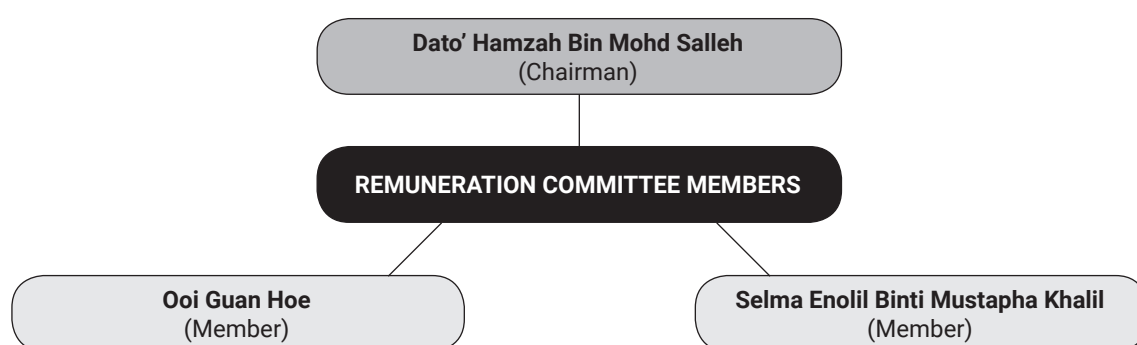 Dato’ Hamzah Bin Mohd Salleh
(Chairman)
REMUNERATION COMMITTEE MEMBERS
Ooi Guan Hoe
(Member)
Selma Enolil Binti Mustapha Khalil
(Member)